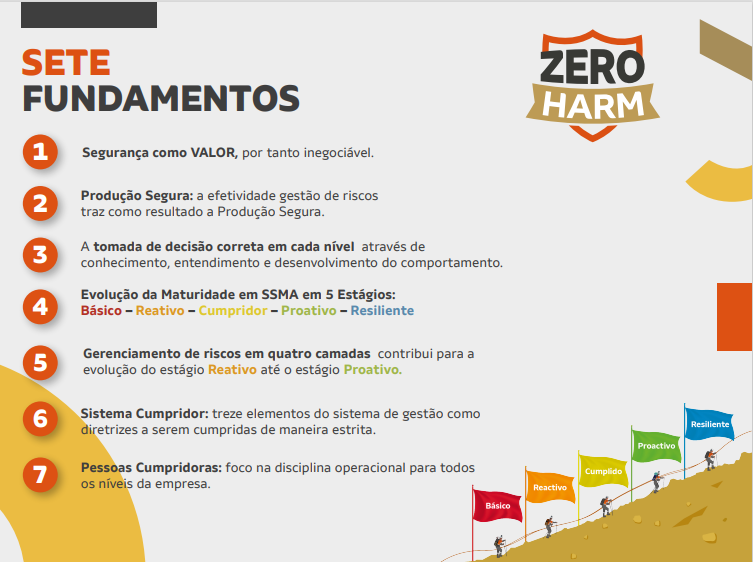 SETE
FUNDAMENTOS
ZERO
HARM
1
Segurança como VALOR, por tanto inegociável.
2
Produção Segura: a efetividade gestão de riscos
traz como resultado a Produção Segura.
3
A tomada de decisão correta em cada nível através de
conhecimento, entendimento e desenvolvimento do comportamento.
4
Evolução da Maturidade em SSMA em 5 Estágios:
Básico – Reativo – Cumpridor – Proativo – Resiliente
5
Gerenciamento de riscos em quatro camadas contribui para a
evolução do estágio Reativo até o estágio Proativo.
6
Sistema Cumpridor: treze elementos do sistema de gestão como
diretrizes a serem cumpridas de maneira estrita.
7
Pessoas Cumpridoras: foco na disciplina operacional para todos
os níveis da empresa.
Básico
Reactivo
Cumplido
Proactivo
Resiliente